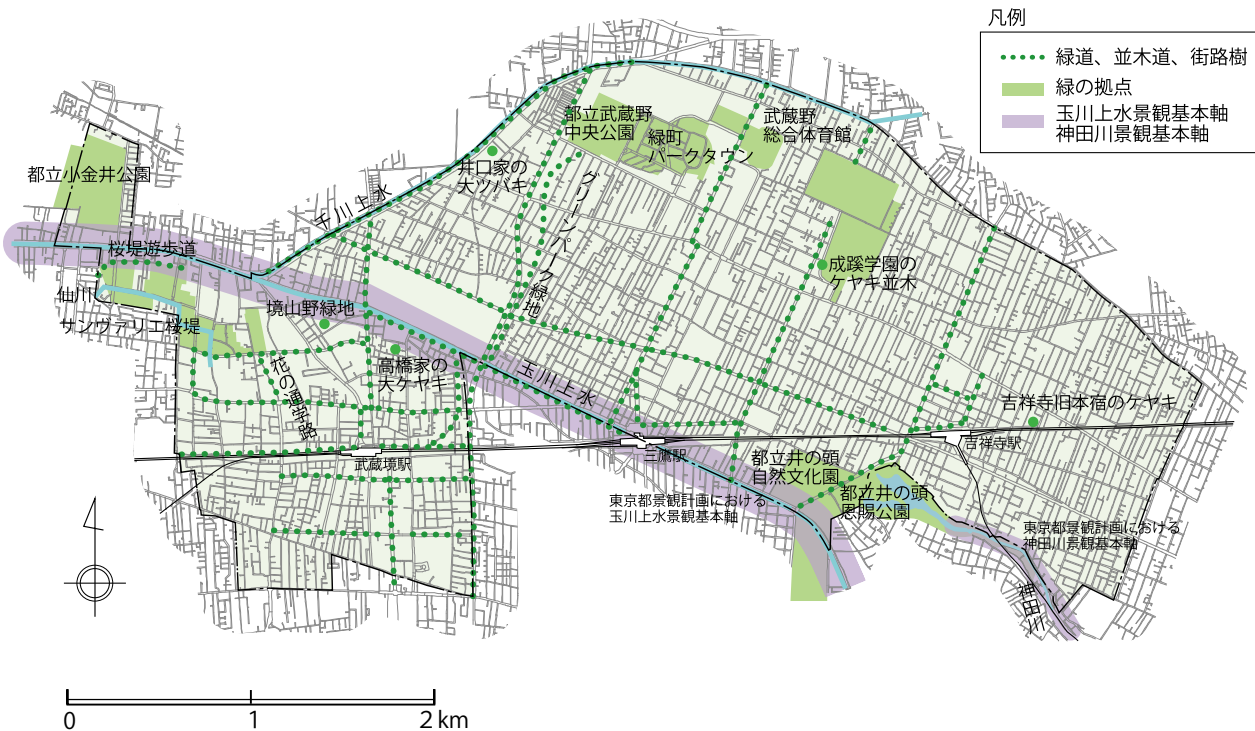 凡例
緑道、並木道、街路樹
緑の拠点
玉川上水景観基本軸
神田川景観基本軸
都立武蔵野
中央公園
緑町
パークタウン
武蔵野
総合体育館
井口家の
大ツバキ
都立小金井公園
千川上水
グリーンパーク緑地
桜堤遊歩道
成蹊学園の
ケヤキ並木
仙川
境山野緑地
サンヴァリエ桜堤
高橋家の
大ケヤキ
花の通学路
玉川上水
吉祥寺旧本宿のケヤキ
吉祥寺駅
三鷹駅
武蔵境駅
都立井の頭
自然文化園
都立井の頭
恩賜公園
東京都景観計画における
玉川上水景観基本軸
東京都景観計画における
神田川景観基本軸
神田川
0 1 2 km